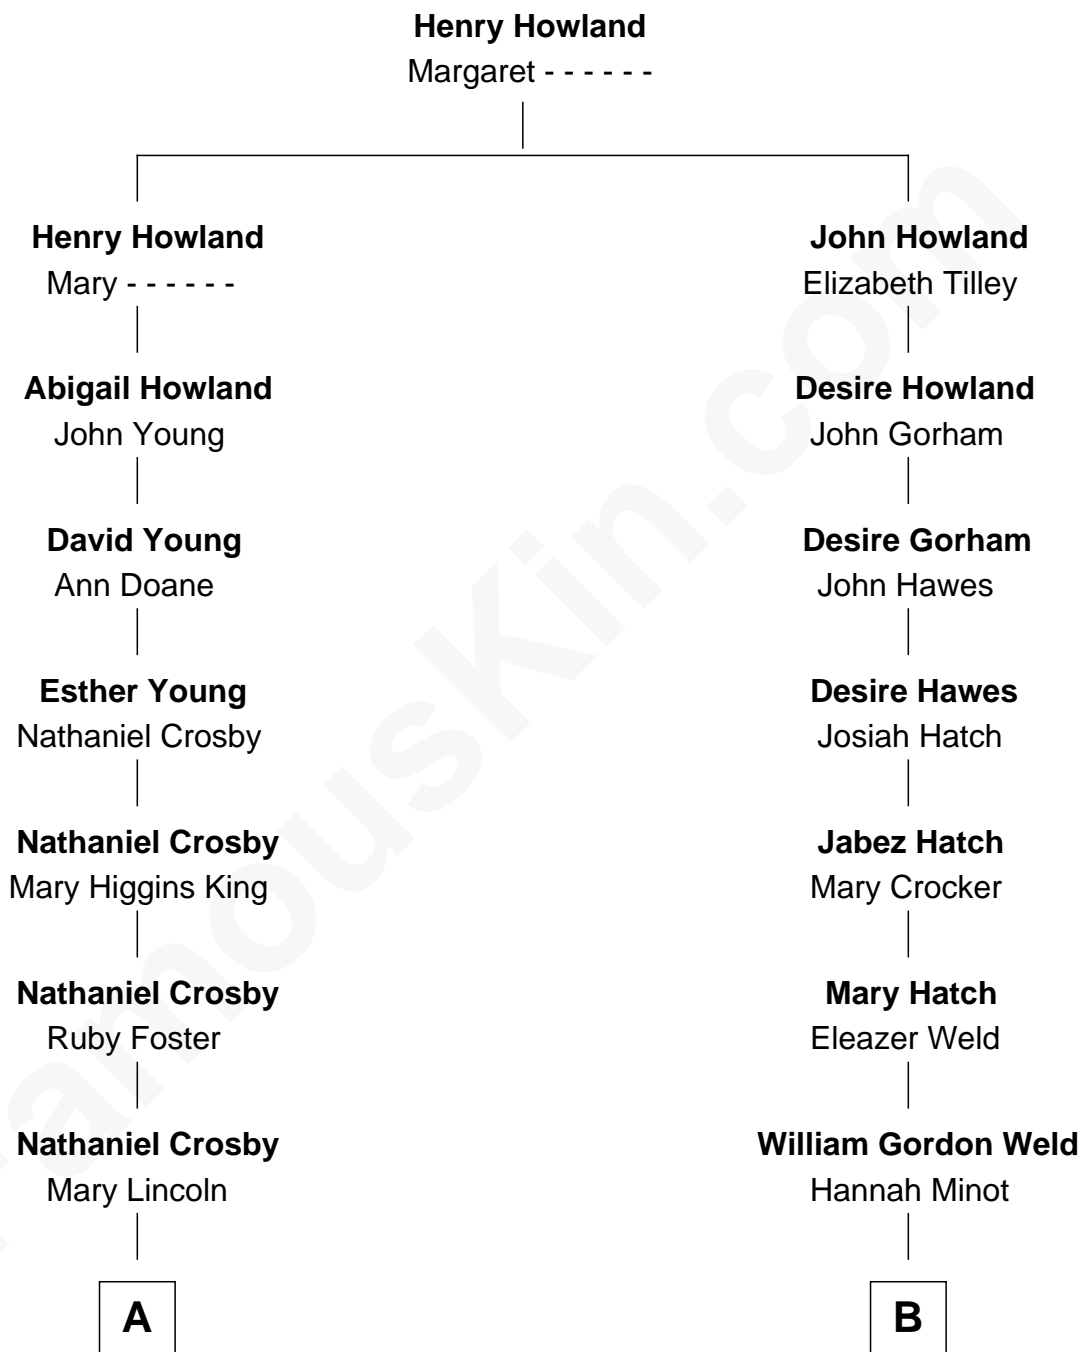 Henry Howland
Margaret - - - - - -
Henry Howland
Mary - - - - - -
John Howland
Elizabeth Tilley
Abigail Howland
John Young
Desire Howland
John Gorham
David Young
Ann Doane
Desire Gorham
John Hawes
Esther Young
Nathaniel Crosby
Desire Hawes
Josiah Hatch
Nathaniel Crosby
Mary Higgins King
Jabez Hatch
Mary Crocker
Nathaniel Crosby
Ruby Foster
Mary Hatch
Eleazer Weld
Nathaniel Crosby
Mary Lincoln
William Gordon Weld
Hannah Minot
A
B
FamousKin.com